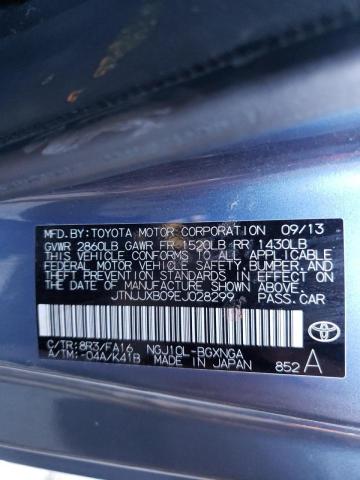 MFD.BY:TOYOTA MOTOR CORPORATION 09/13
GVWR 2860LB GAWR FR 1520LB RR 1430LB
THIS VEHICLE CONFORMS TO ALL APPLICABLE
FEDERAL MOTOR VEHICLE SAFETY,BUMPER,AND
THEFT PREVENTION STANDARDS IN EFFECT ON
THE DATE OF MANUFACTURE SHOWN ABOVE.
JTNJJXB09EJ028299 PASS.CAR
C/TR:8R3/FA16 NGJ10L-BGXNGA
A/TM:-04A/K41B MADE IN JAPAN 852 A
TOYOTA